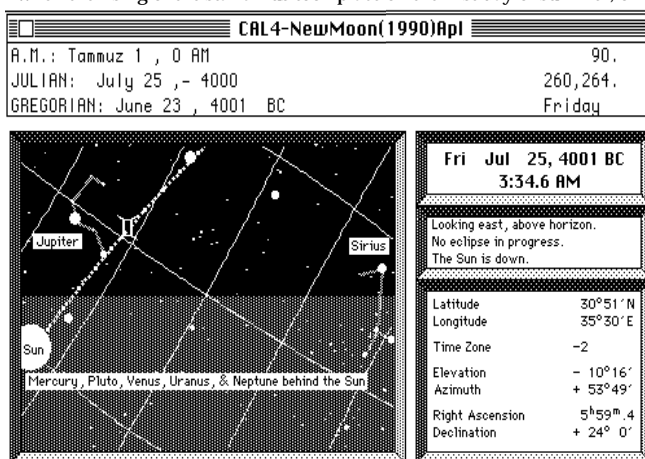 CAL4-NewMoon(1990)Apl
A.M.: Tammuz 1 , 0 AM 90.
JULIAN: July 25 ,- 4000 260,264.
GREGORIAN: June 23 , 4001 BC Friday
Fri Jul 25, 4001 BC
3:34.6 AM
Looking east, above horizon.
No eclipse in progress.
The Sun is down.
Jupiter
Sirius
Sun
Mercury, Pluto, Venus, Uranus, & Neptune behind the Sun
Latitude 30°51´N
Longitude 35°30´E
Time Zone -2
Elevation - 10°16´
Azimuth + 53°49´
Right Ascension 5h59m.4
Declination + 24° 0´